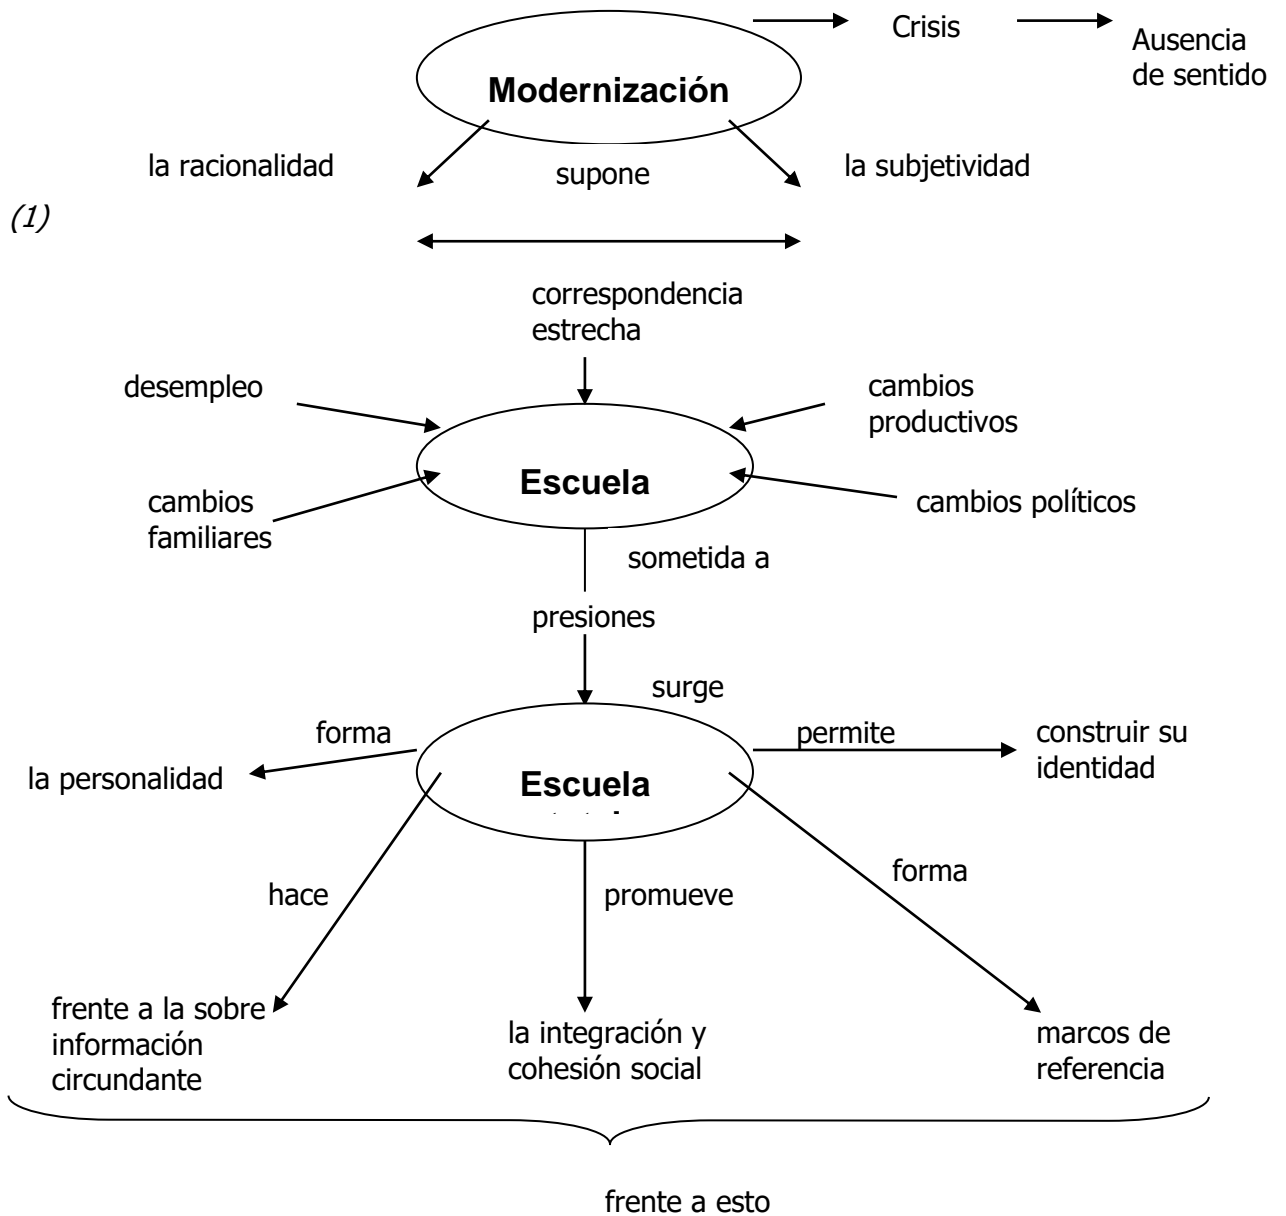 Crisis
Ausencia
de sentido
Modernización
la racionalidad
supone
la subjetividad
(1)
correspondencia
estrecha
desempleo
cambios
productivos
Escuela
cambios
familiares
cambios políticos
sometida a
presiones
surge
forma
permite
construir su
identidad
la personalidad
Escuela
forma
hace
promueve
frente a la sobre
información
circundante
la integración y
cohesión social
marcos de
referencia
frente a esto